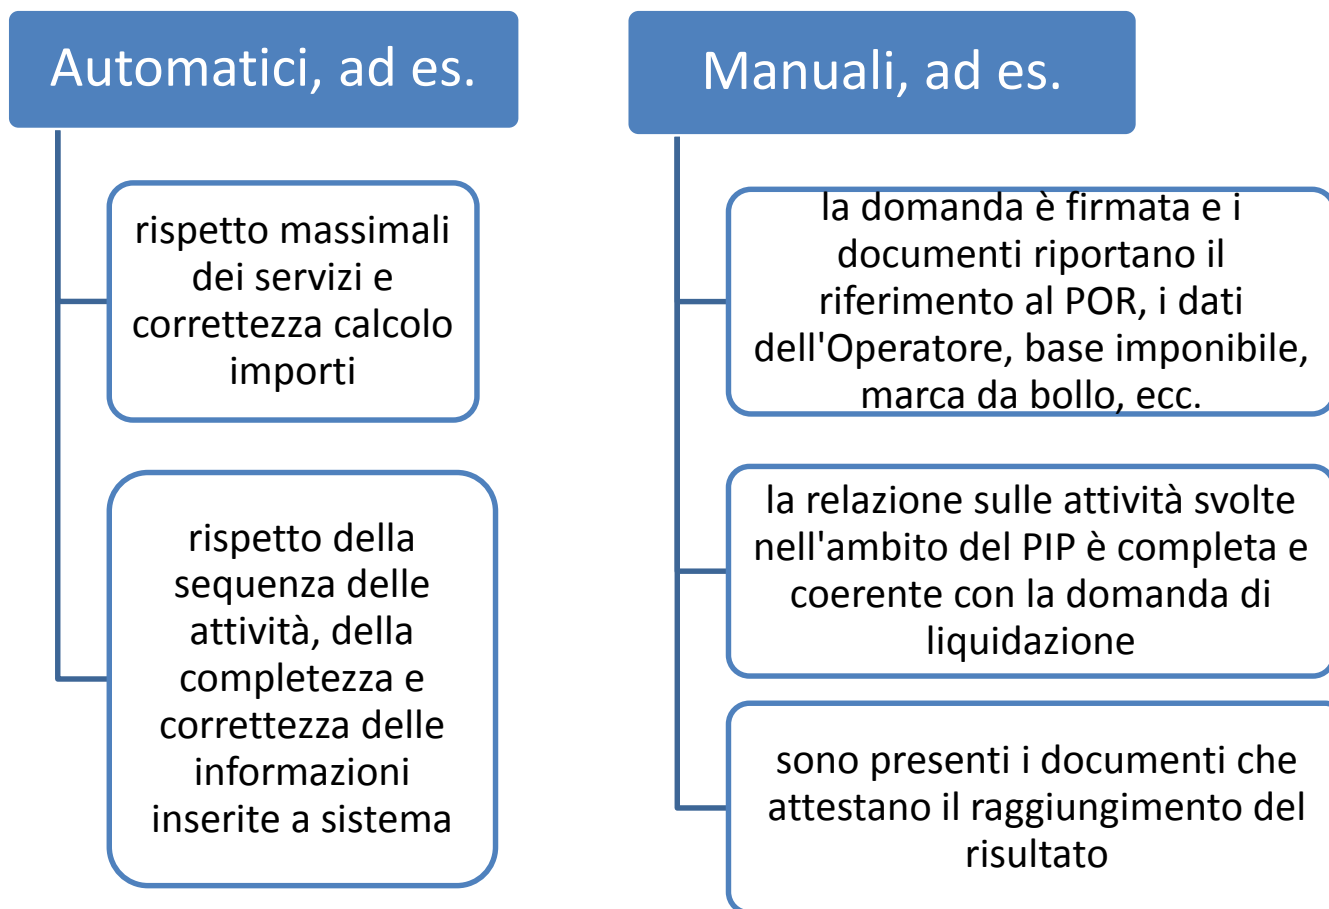 Automatici, ad es.
rispetto massimali
dei servizi e
correttezza calcolo
importi
rispetto della
sequenza delle
attività, della
completezza e
correttezza delle
informazioni
inserite a sistema
Manuali, ad es.
la domanda è firmata e i
documenti riportano il
riferimento al POR, i dati
dell'Operatore, base imponibile,
marca da bollo, ecc.
la relazione sulle attività svolte
nell'ambito del PIP è completa e
coerente con la domanda di
liquidazione
sono presenti i documenti che
attestano il raggiungimento del
risultato